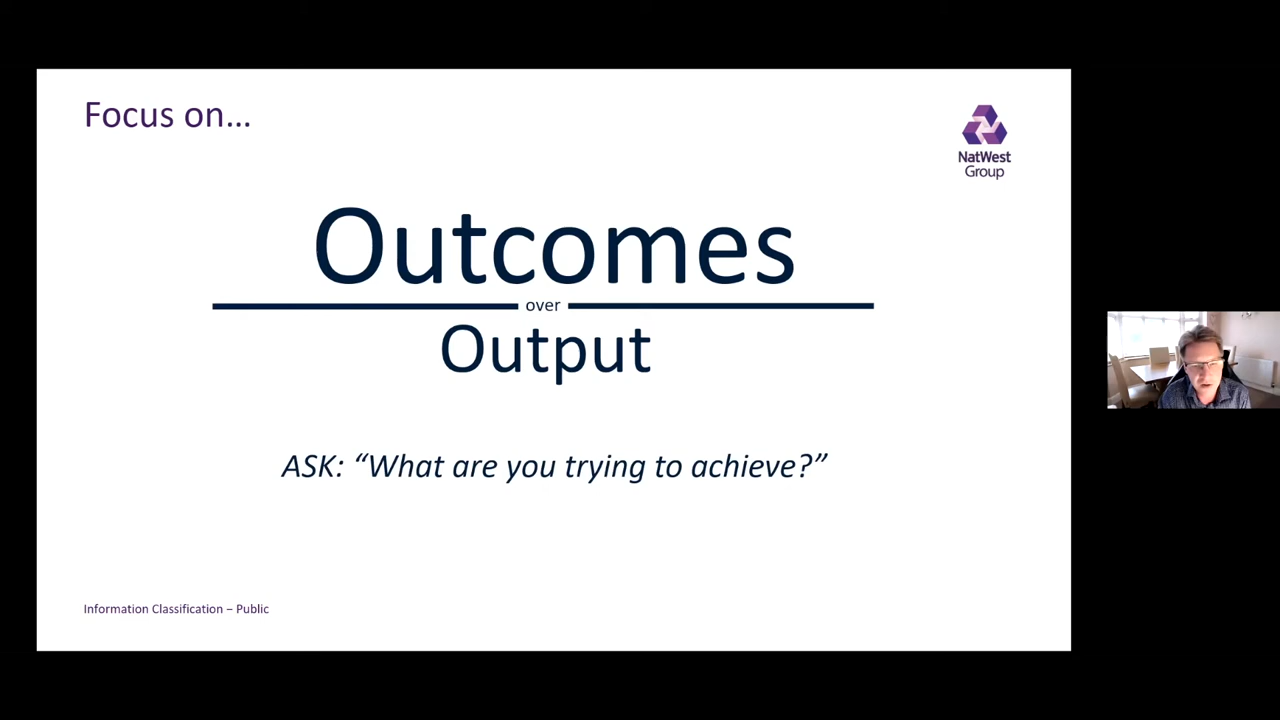 Focus on...
NatWest
Group
Outcomes
over
Output
ASK: “What are you trying to achieve?”
Information Classification – Public